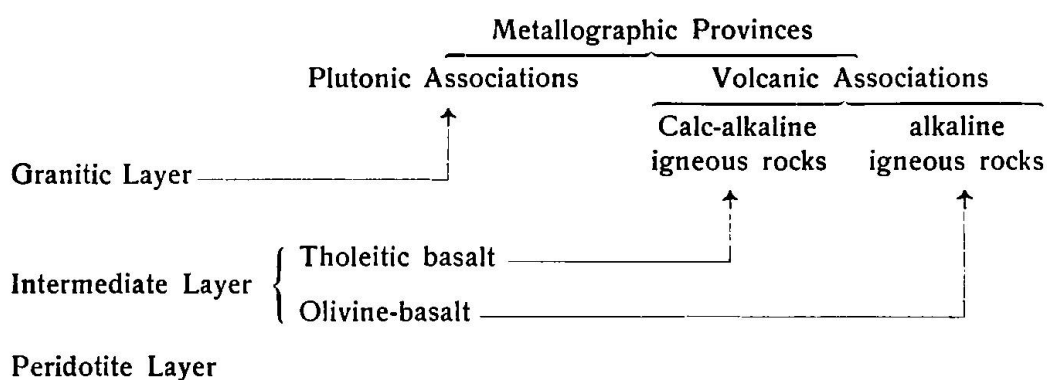 Metallographic Provinces
Plutonic Associations Volcanic Associations
Calc-alkaline alkaline
igneous rocks igneous rocks
Granitic Layer
Tholeitic basalt
Intermediate Layer
Olivine-basalt
Peridotite Layer